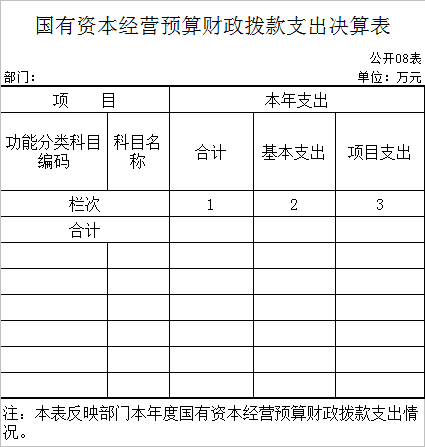 国有资本经营预算财政拨款支出决算表
公开08表
部门：
单位：万元
项 目
本年支出
功能分类科目
编码
科目名
称
合计
基本支出
项目支出
栏次
1
2
3
合计
注：本表反映部门本年度国有资本经营预算财政拨款支出情
况。